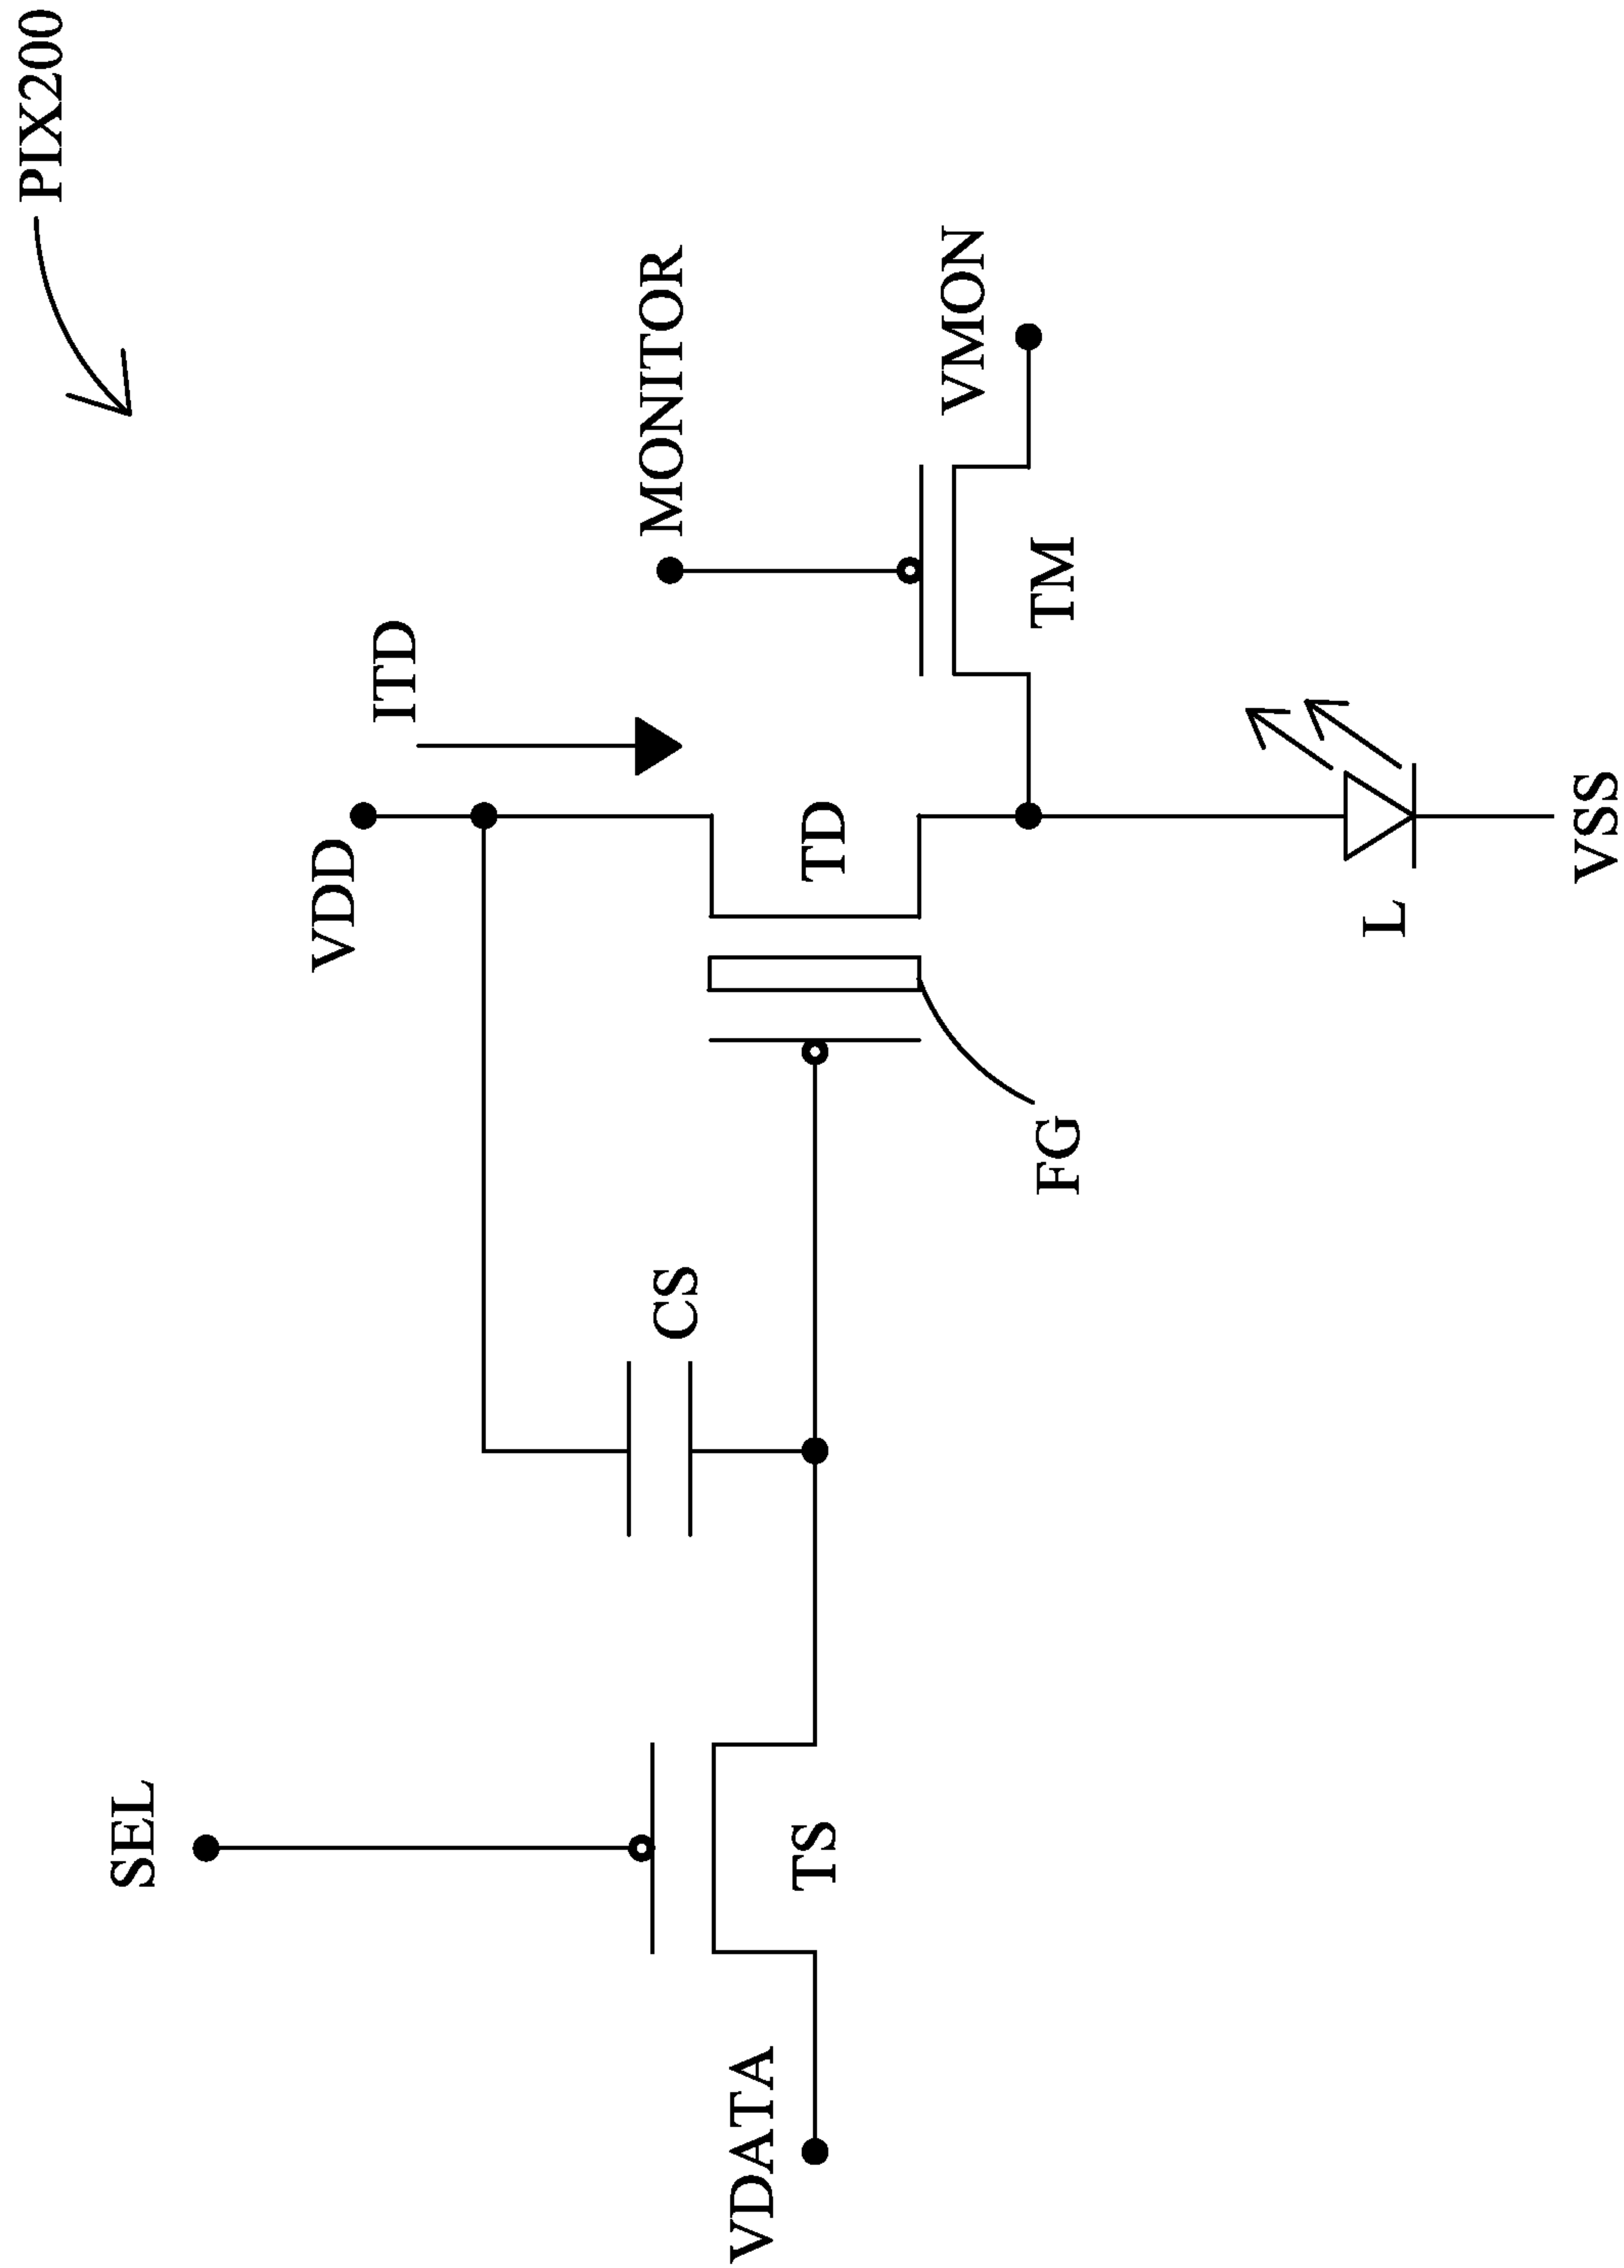 PIX200
SEL
VDD
ITD
MONITOR
CS
VDATA
TS
TD
VMON
FG
TM
L
VSS